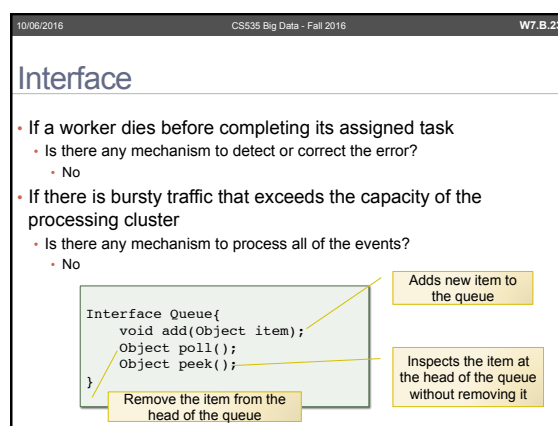 10/06/2016 CS535 Big Data - Fall 2016 W7.B.23
Interface
• If a worker dies before completing its assigned task
• Is there any mechanism to detect or correct the error?
• No
• If there is bursty traffic that exceeds the capacity of the
processing cluster
• Is there any mechanism to process all of the events?
• No
Adds new item to
the queue
Interface Queue{
void add(Object item);
Object poll();
Object peek();
}
Inspects the item at
the head of the queue
without removing it
Remove the item from the
head of the queue